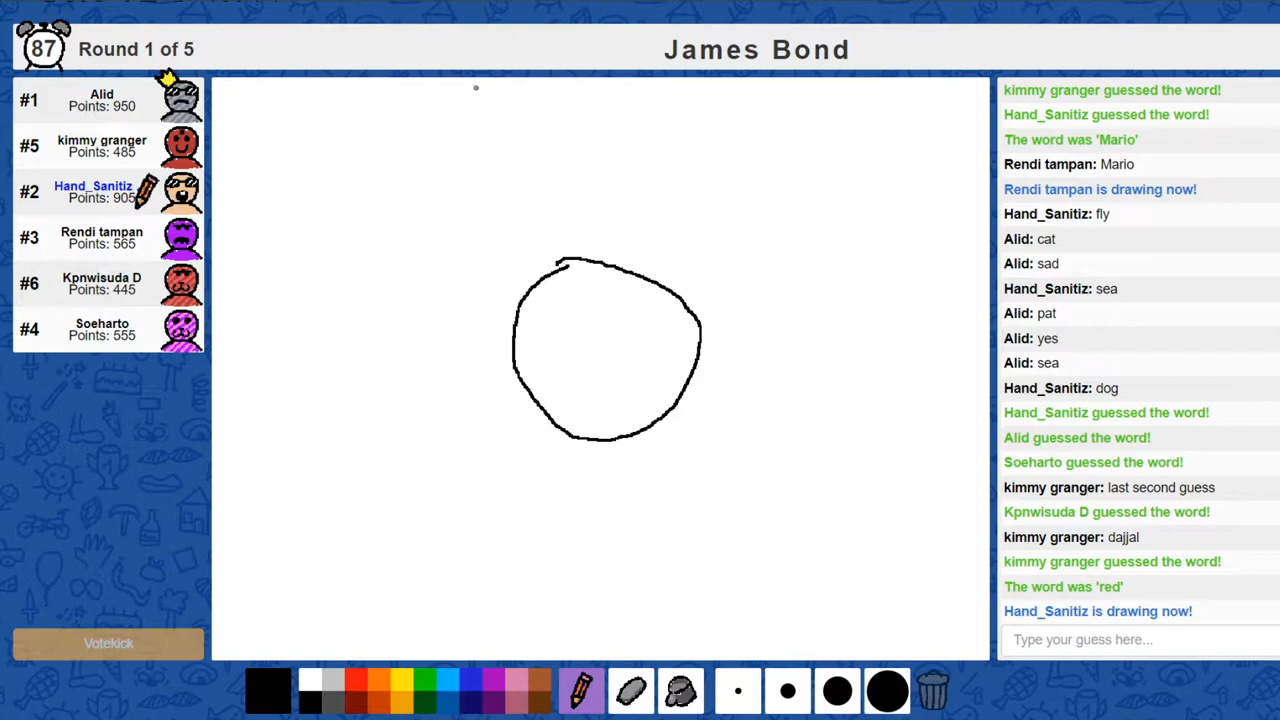 87
Round 1 of 5
James Bond
#1
Alid
Points: 950
#5
kimmy granger
Points: 485
#2
Hand_Sanitiz
Points: 905
#3
Rendi tampan
Points: 565
#6
Kpnwisuda D
Points: 445
#4
Soeharto
Points: 555
Votekick
kimmy granger guessed the word!
Hand_Sanitiz guessed the word!
The word was 'Mario'
Rendi tampan: Mario
Rendi tampan is drawing now!
Hand_Sanitiz: fly
Alid: cat
Alid: sad
Hand_Sanitiz: sea
Alid: pat
Alid: yes
Alid: sea
Hand_Sanitiz: dog
Hand_Sanitiz guessed the word!
Alid guessed the word!
Soeharto guessed the word!
kimmy granger: last second guess
Kpnwisuda D guessed the word!
kimmy granger: dajjal
kimmy granger guessed the word!
The word was 'red'
Hand_Sanitiz is drawing now!
Type your guess here...